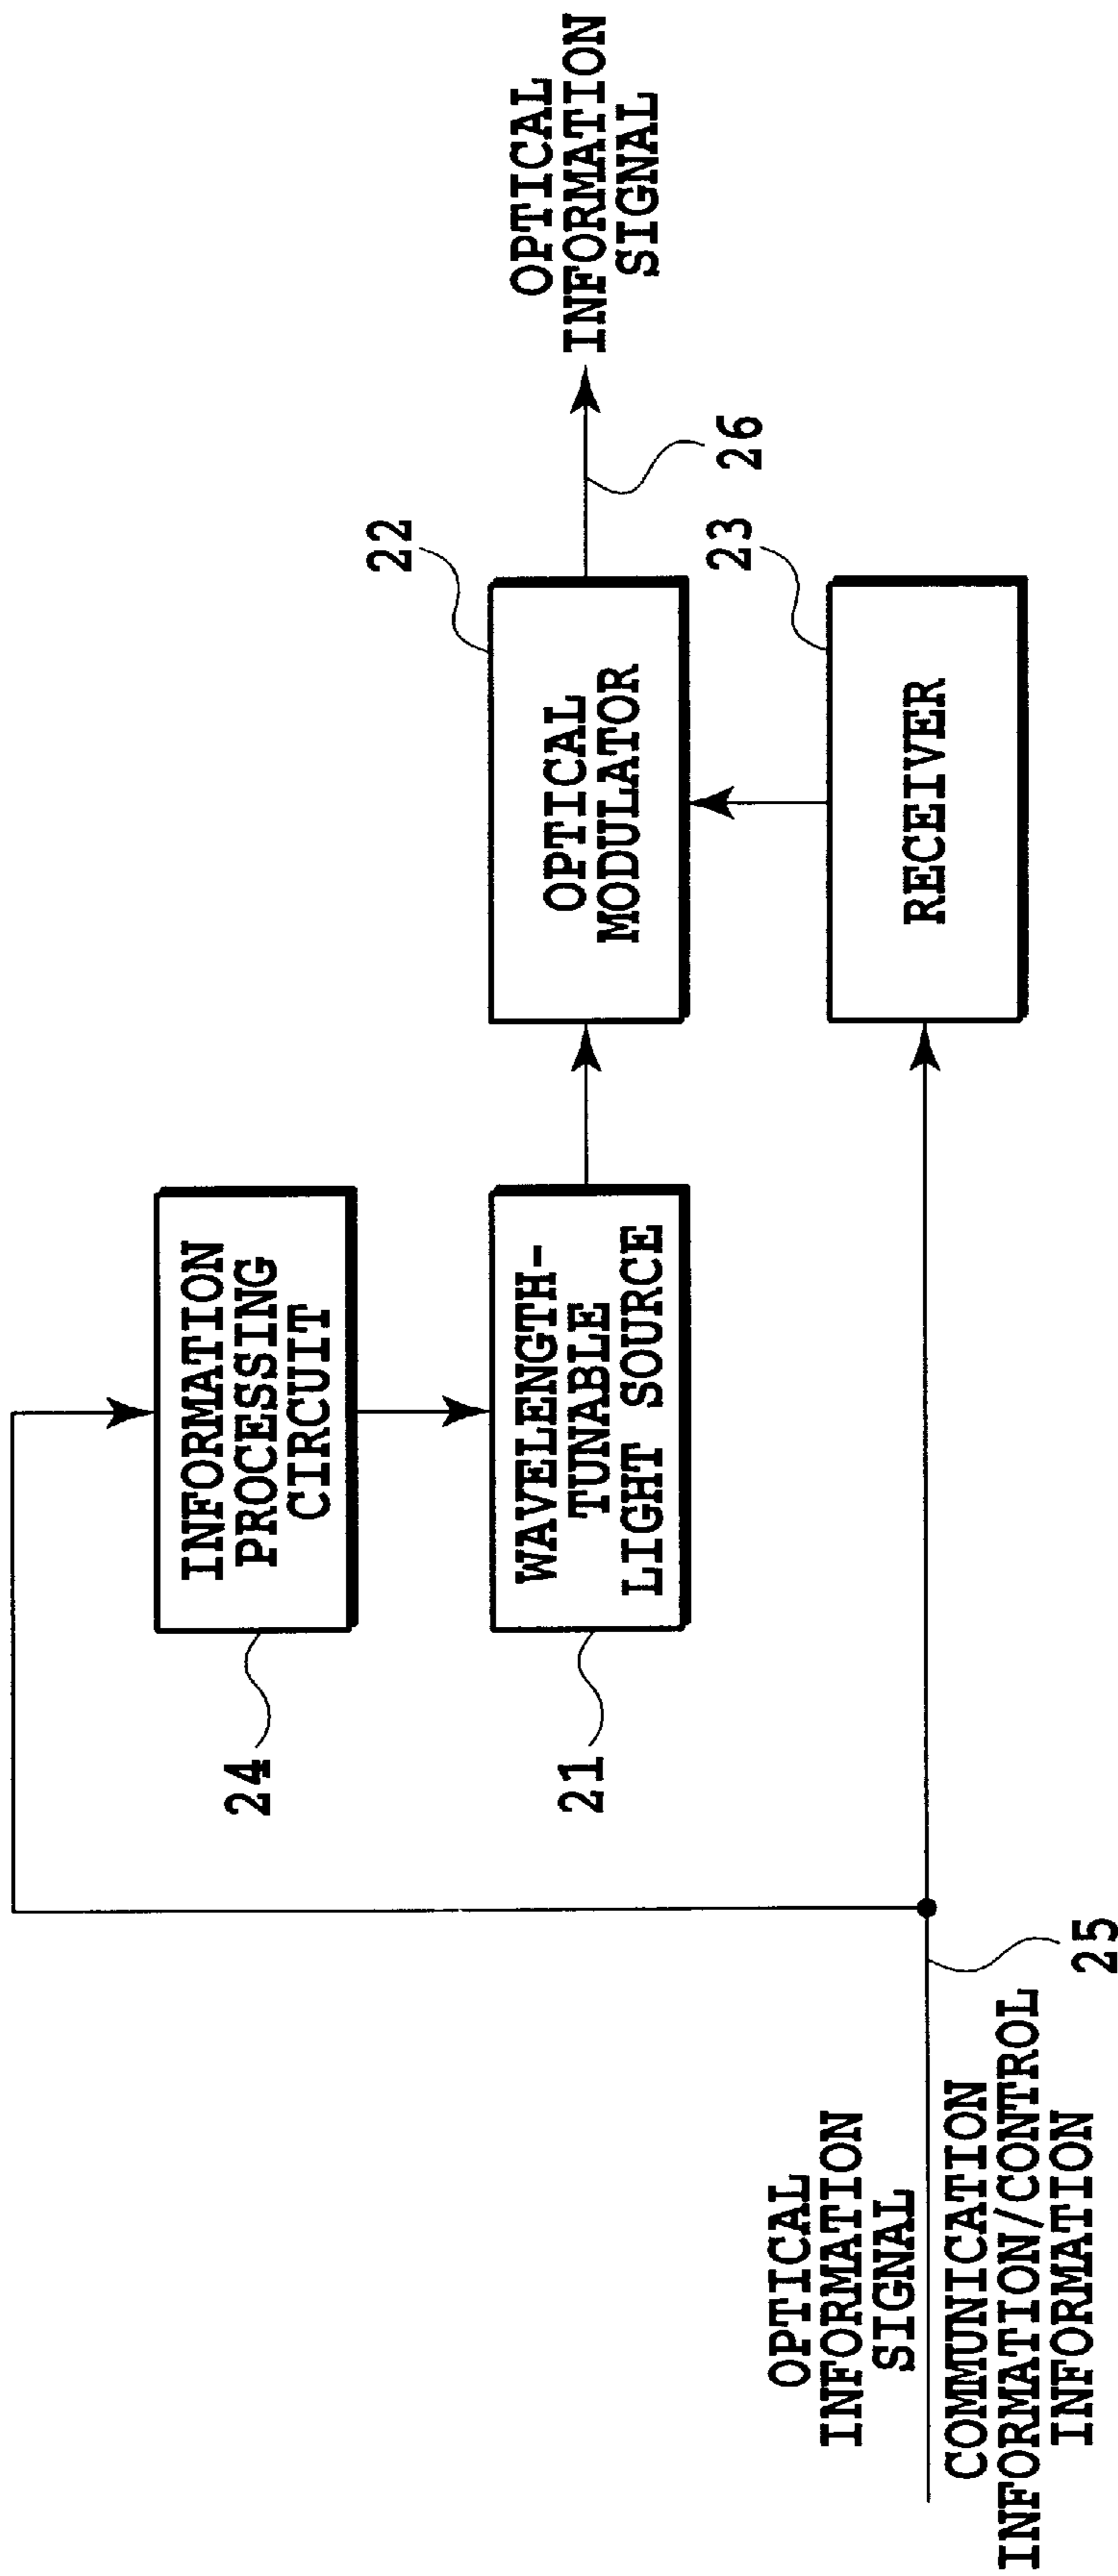 INFORMATION
PROCESSING
CIRCUIT
24
WAVELENGTH-
TUNABLE
LIGHT SOURCE
21
OPTICAL
MODULATOR
22
OPTICAL
INFORMATION
SIGNAL
26
RECEIVER
23
OPTICAL
INFORMATION
SIGNAL
25
COMMUNICATION
INFORMATION/CONTROL
INFORMATION